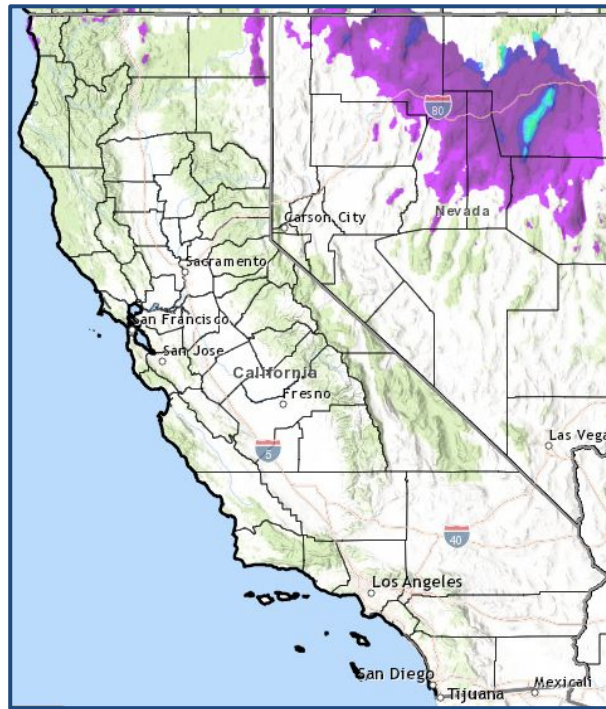 80
Nevada
Carson City
Sacramento
San Francisco
San Jose
California
Fresno
5
Las Vega
40
Los Angeles
San Diego
Mexicali
Tijuana